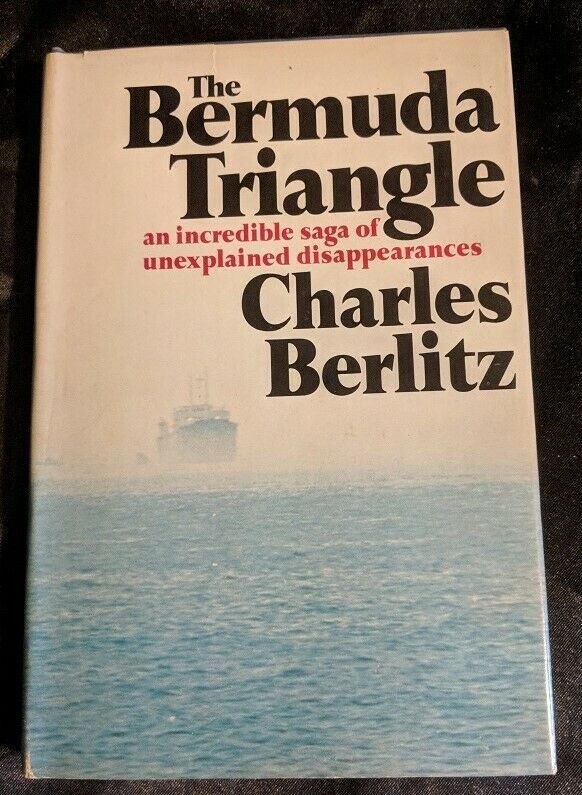 The
Bermuda
Triangle
an incredible saga of
unexplained disappearances
Charles
Berlitz